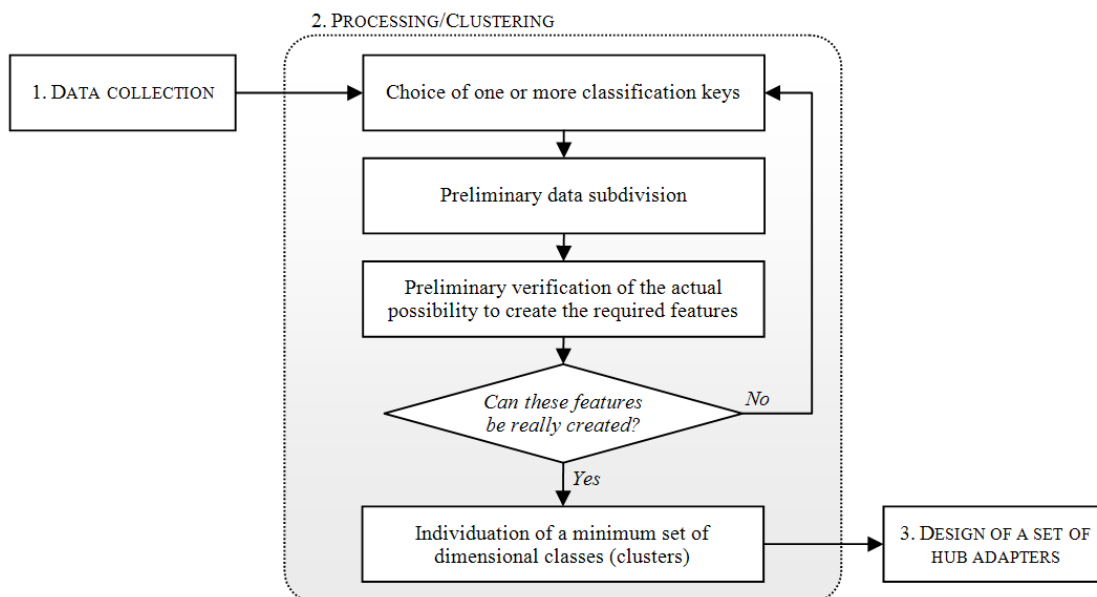 2. PROCESSING/CLUSTERING
1. DATA COLLECTION
Choice of one or more classification keys
Preliminary data subdivision
Preliminary verification of the actual
possibility to create the required features
Can these features
be really created?
No
Yes
Individuation of a minimum set of
dimensional classes (clusters)
3. DESIGN OF A SET OF
HUB ADAPTERS